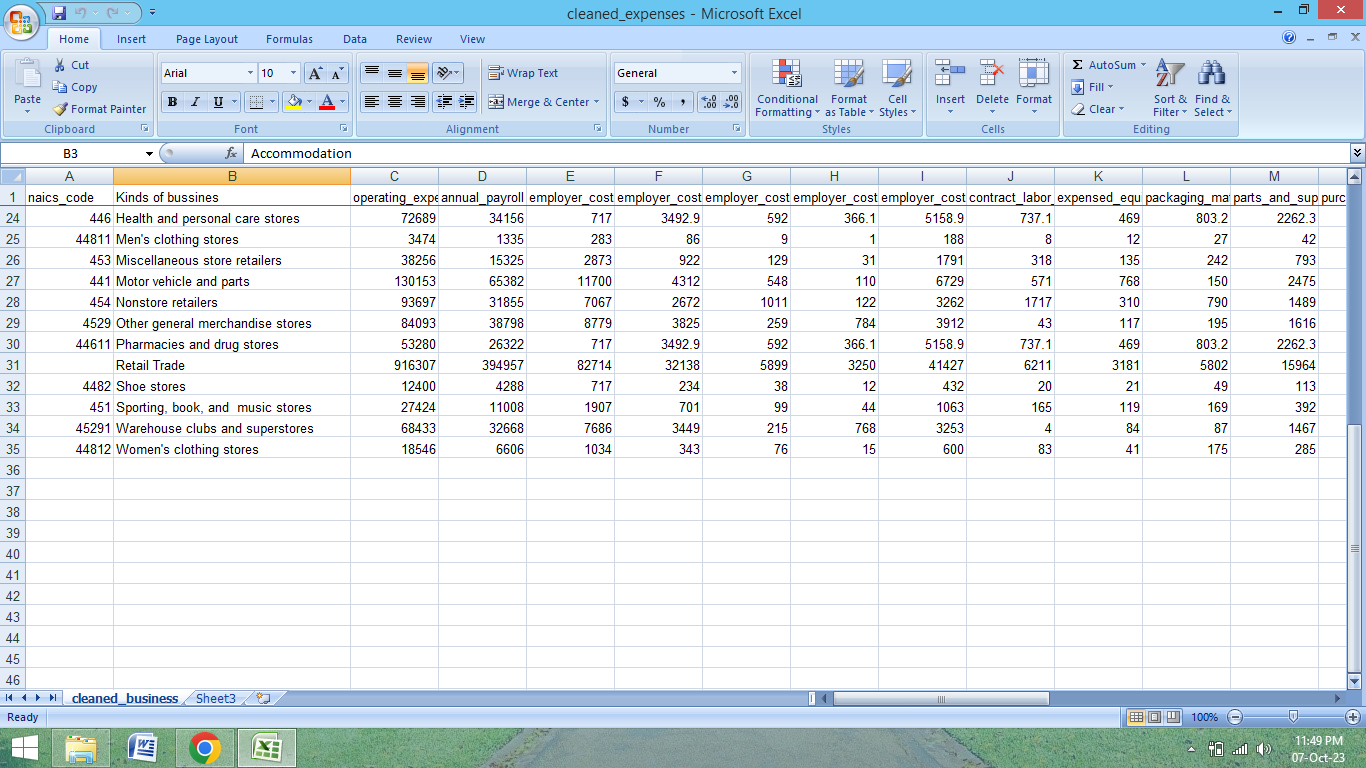 cleaned_expenses - Microsoft Excel
Home Insert Page Layout Formulas Data Review View
Paste
Cut
Copy
Format Painter
Clipboard
Arial 10
B I U
Font
Wrap Text
Merge & Center
Alignment
General
$ % ,
Number
Conditional Formatting
Format as Table
Cell Styles
Styles
Insert Delete Format
Cells
Σ AutoSum
Fill
Clear
Sort & Filter
Find & Select
Editing
B3 fx Accommodation
A B C D E F G H I J K L M
1 naics_code Kinds of bussines operating_expe annual_payroll employer_cost employer_cost employer_cost employer_cost employer_cost contract_labor expensed_equ packaging_ma parts_and_sup purc
24 446 Health and personal care stores 72689 34156 717 3492.9 592 366.1 5158.9 737.1 469 803.2 2262.3
25 44811 Men's clothing stores 3474 1335 283 86 9 1 188 8 12 27 42
26 453 Miscellaneous store retailers 38256 15325 2873 922 129 31 1791 318 135 242 793
27 441 Motor vehicle and parts 130153 65382 11700 4312 548 110 6729 571 768 150 2475
28 454 Nonstore retailers 93697 31855 7067 2672 1011 122 3262 1717 310 790 1489
29 4529 Other general merchandise stores 84093 38798 8779 3825 259 784 3912 43 117 195 1616
30 44611 Pharmacies and drug stores 53280 26322 717 3492.9 592 366.1 5158.9 737.1 469 803.2 2262.3
31 Retail Trade 916307 394957 82714 32138 5899 3250 41427 6211 3181 5802 15964
32 4482 Shoe stores 12400 4288 717 234 38 12 432 20 21 49 113
33 451 Sporting, book, and  music stores 27424 11008 1907 701 99 44 1063 165 119 169 392
34 45291 Warehouse clubs and superstores 68433 32668 7686 3449 215 768 3253 4 84 87 1467
35 44812 Women's clothing stores 18546 6606 1034 343 76 15 600 83 41 175 285
36
37
38
39
40
41
42
43
44
45
46
cleaned_business Sheet3
Ready 100%
11:49 PM
07-Oct-23